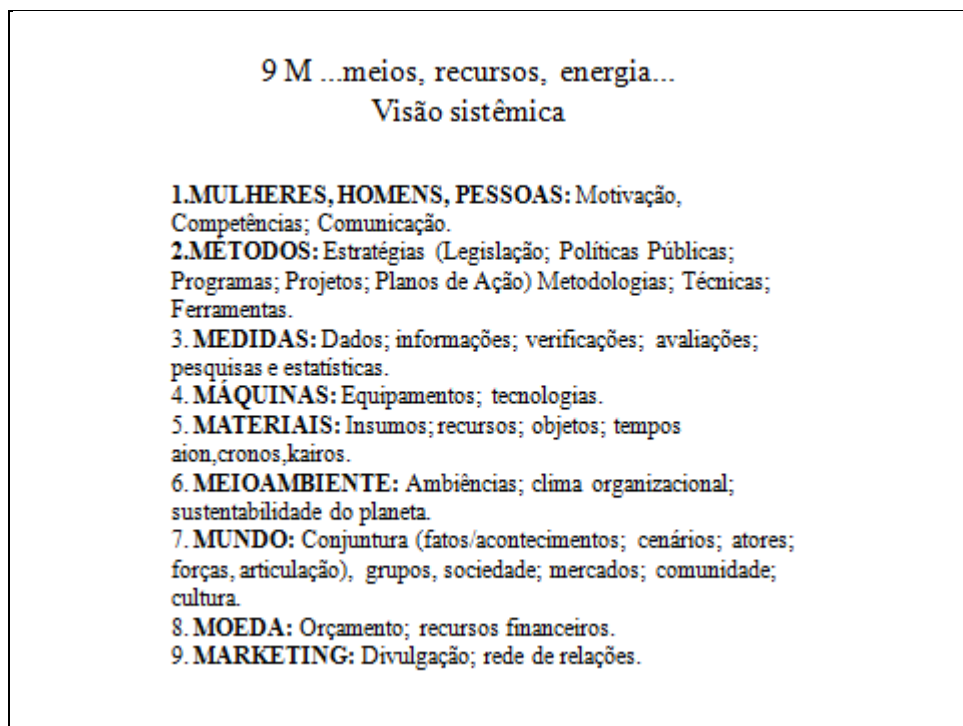 9 M ...meios, recursos, energia...
Visão sistêmica
1.MULHERES, HOMENS, PESSOAS: Motivação,
Competências; Comunicação.
2.MÉTODOS: Estratégias (Legislação; Políticas Públicas;
Programas; Projetos; Planos de Ação) Metodologias; Técnicas;
Ferramentas.
3. MEDIDAS: Dados; informações; verificações; avaliações;
pesquisas e estatísticas.
4. MÁQUINAS: Equipamentos; tecnologias.
5. MATERIAIS: Insumos; recursos; objetos; tempos
aion,cronos,kairos.
6. MEIOAMBIENTE: Ambiências; clima organizacional;
sustentabilidade do planeta.
7. MUNDO: Conjuntura (fatos/acontecimentos; cenários; atores;
forças, articulação), grupos, sociedade; mercados; comunidade;
cultura.
8. MOEDA: Orçamento; recursos financeiros.
9. MARKETING: Divulgação; rede de relações.